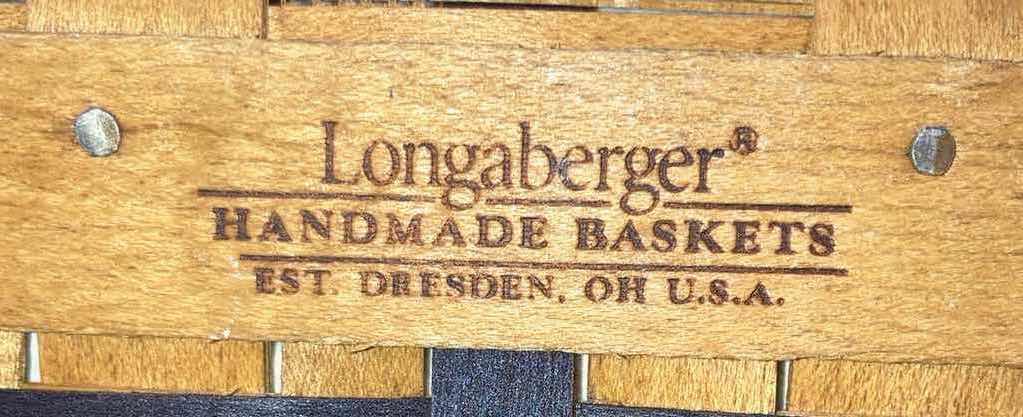 Longaberger®
HANDMADE BASKETS
EST. DRESDEN, OH U.S.A.